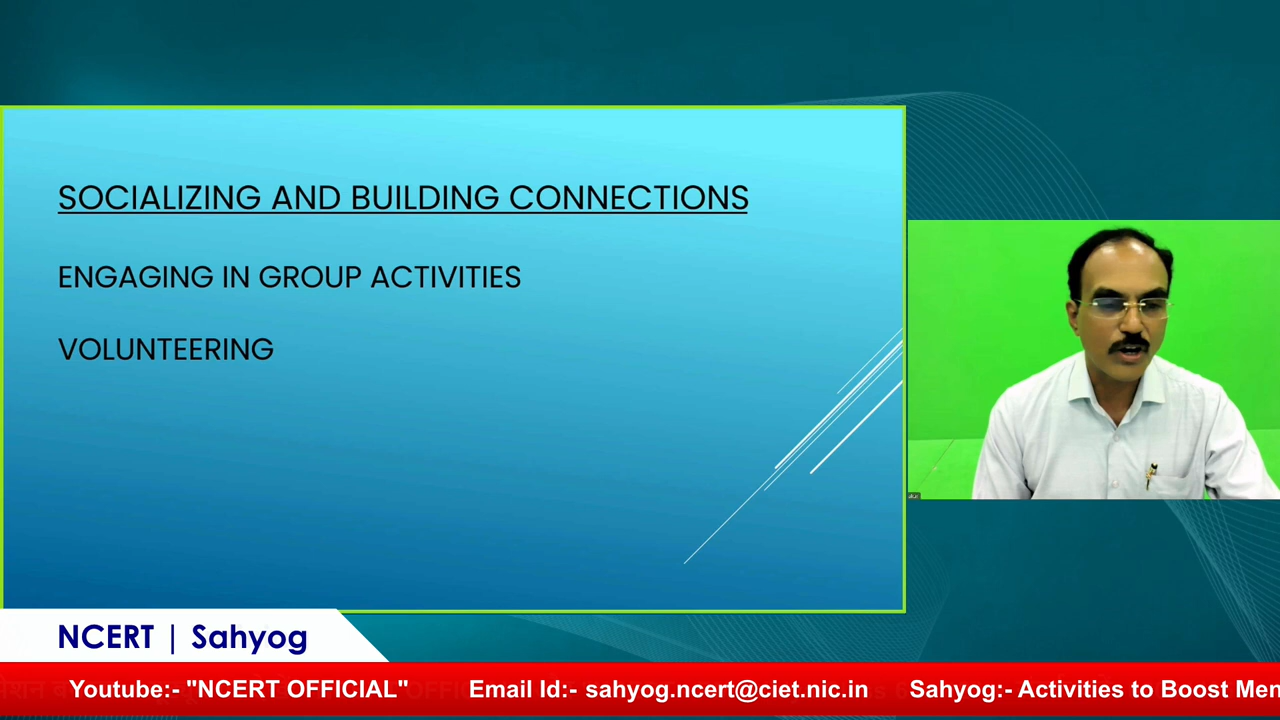 SOCIALIZING AND BUILDING CONNECTIONS
ENGAGING IN GROUP ACTIVITIES
VOLUNTEERING
NCERT | Sahyog
Youtube:- "NCERT OFFICIAL" Email Id:- sahyog.ncert@ciet.nic.in Sahyog:- Activities to Boost Men